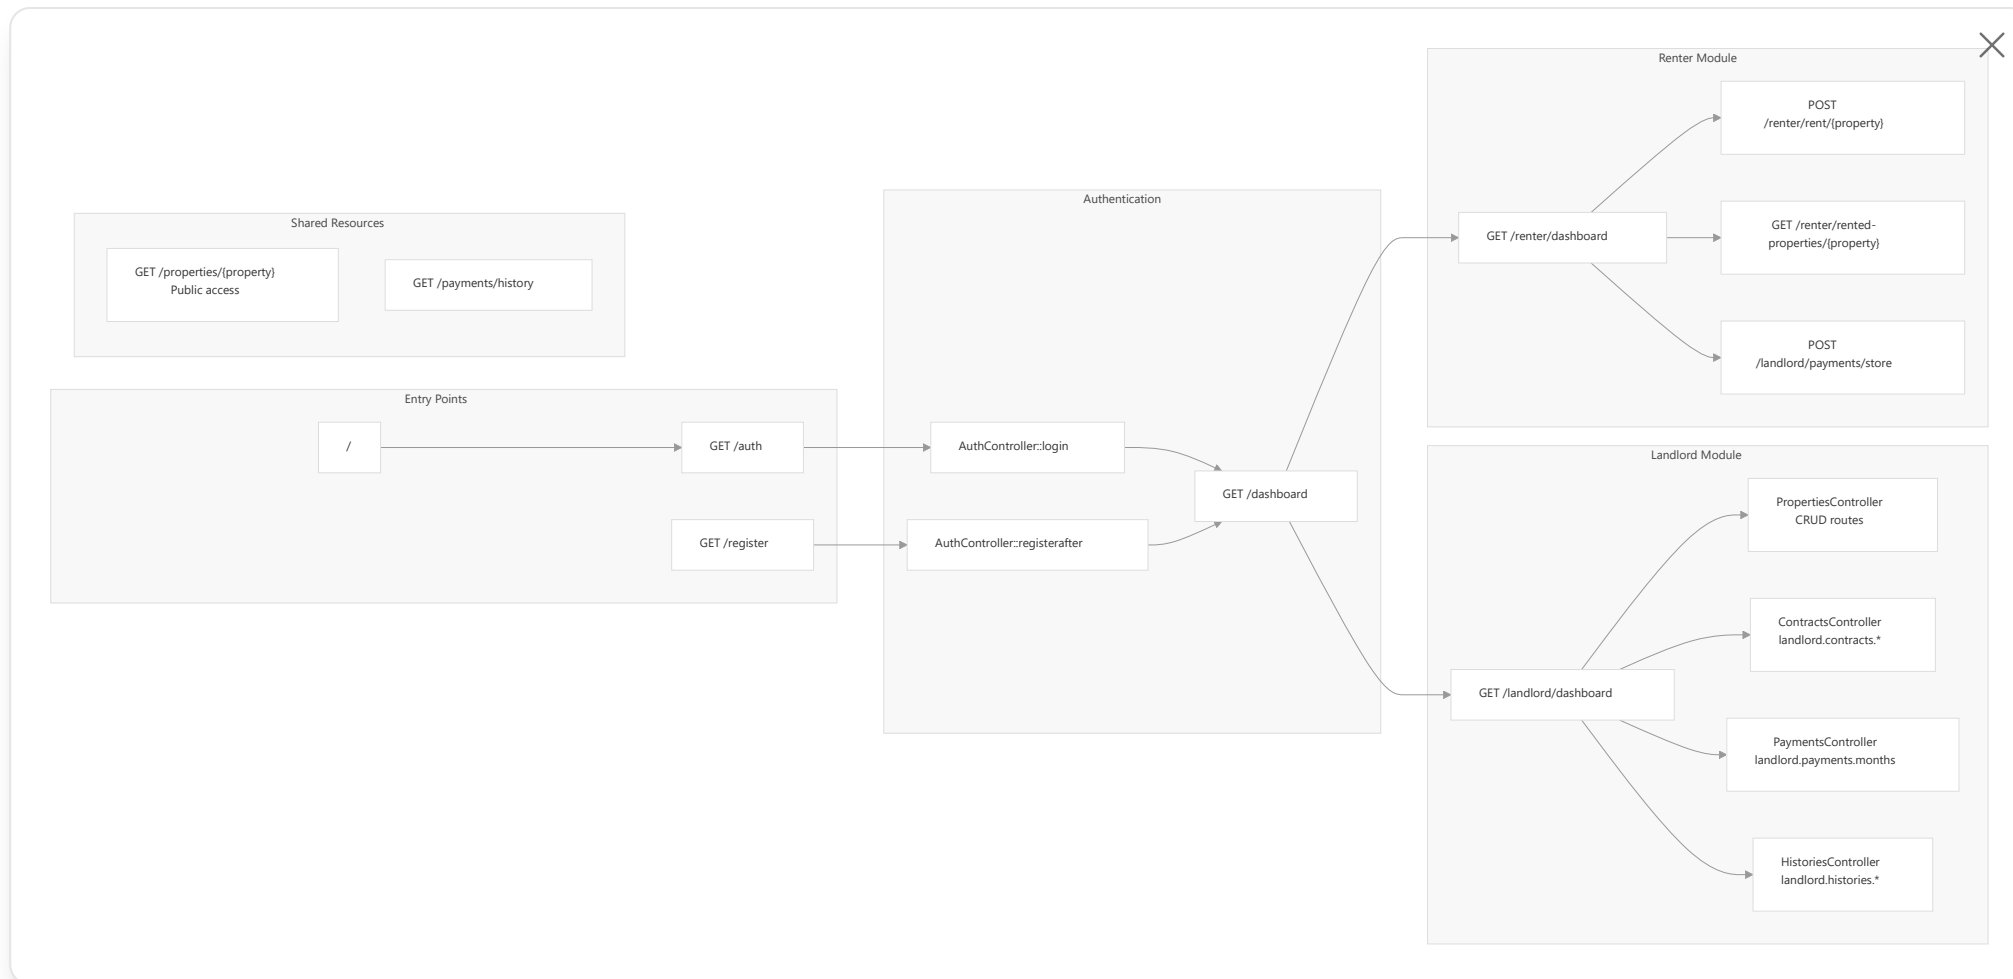 Shared Resources
GET /properties/{property}
Public access
GET /payments/history
Entry Points
/
GET /auth
GET /register
Authentication
AuthController::login
AuthController::registerafter
GET /dashboard
Renter Module
GET /renter/dashboard
POST
/renter/rent/{property}
GET /renter/rented-
properties/{property}
POST
/landlord/payments/store
Landlord Module
GET /landlord/dashboard
PropertiesController
CRUD routes
ContractsController
landlord.contracts.*
PaymentsController
landlord.payments.months
HistoriesController
landlord.histories.*